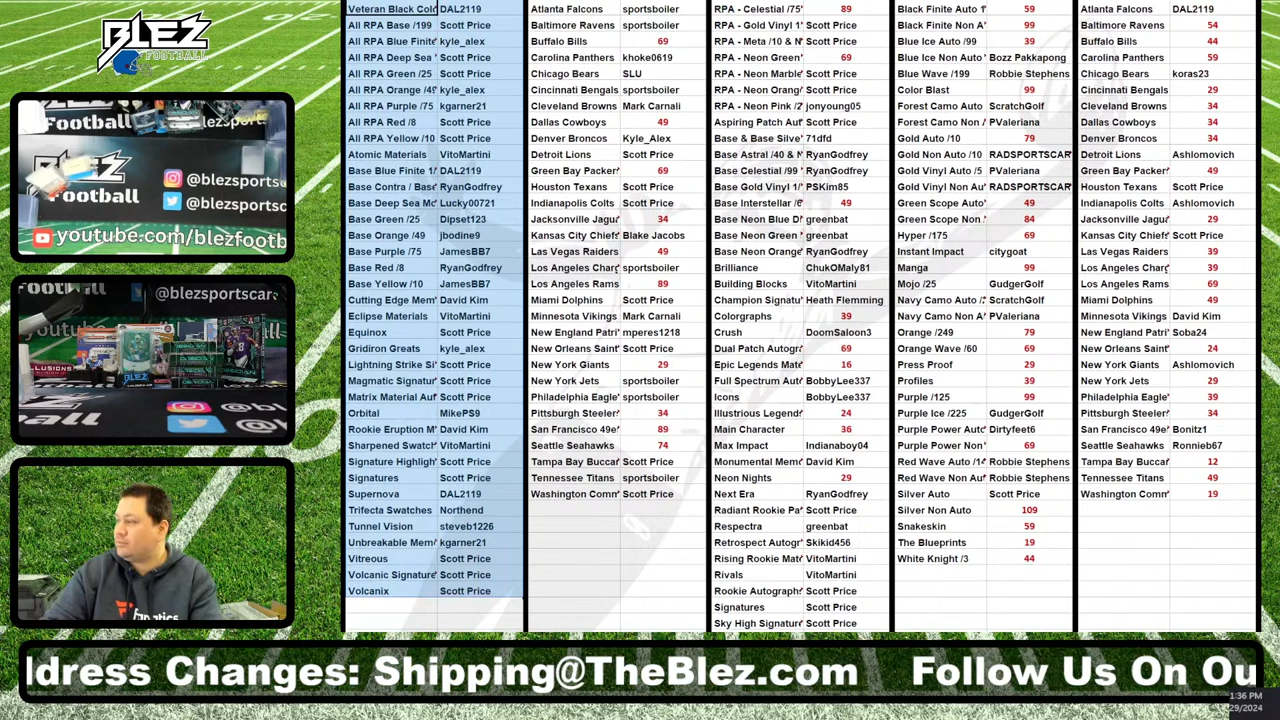 BLEZ
FOOTBALL
Football
BLEZ
Football
@blezsports
@blezsportsc
youtube.com/blezfootb
@blezsportscar
youtube
ILLUSIONS
BLEZ
Veteran Black Colo DAL2119
All RPA Base /199 Scott Price
All RPA Blue Finite kyle_alex
All RPA Deep Sea Scott Price
All RPA Green /25 Scott Price
All RPA Orange /49 kyle_alex
All RPA Purple /75 kgarner21
All RPA Red /8 Scott Price
All RPA Yellow /10 Scott Price
Atomic Materials VitoMartini
Base Blue Finite 1/ DAL2119
Base Contra / Base RyanGodfrey
Base Deep Sea Mo Lucky00721
Base Green /25 Dipset123
Base Orange /49 jbodine9
Base Purple /75 JamesBB7
Base Red /8 RyanGodfrey
Base Yellow /10 JamesBB7
Cutting Edge Mem David Kim
Eclipse Materials VitoMartini
Equinox Scott Price
Gridiron Greats kyle_alex
Lightning Strike Si Scott Price
Magmatic Signatur Scott Price
Matrix Material Aut Scott Price
Orbital MikePS9
Rookie Eruption M David Kim
Sharpened Swatch VitoMartini
Signature Highligh Scott Price
Signatures Scott Price
Supernova DAL2119
Trifecta Swatches Northend
Tunnel Vision steveb1226
Unbreakable Mem kgarner21
Vitreous Scott Price
Volcanic Signature Scott Price
Volcanix Scott Price
Atlanta Falcons sportsboiler
Baltimore Ravens sportsboiler
Buffalo Bills 69
Carolina Panthers khoke0619
Chicago Bears SLU
Cincinnati Bengals sportsboiler
Cleveland Browns Mark Carnali
Dallas Cowboys 49
Denver Broncos Kyle_Alex
Detroit Lions Scott Price
Green Bay Packer 69
Houston Texans Scott Price
Indianapolis Colts Scott Price
Jacksonville Jagu 34
Kansas City Chiefs Blake Jacobs
Las Vegas Raiders 49
Los Angeles Charg sportsboiler
Los Angeles Rams 89
Miami Dolphins Scott Price
Minnesota Vikings Mark Carnali
New England Patri mperes1218
New Orleans Saint Scott Price
New York Giants 29
New York Jets sportsboiler
Philadelphia Eagle sportsboiler
Pittsburgh Steeler 34
San Francisco 49e 89
Seattle Seahawks 74
Tampa Bay Buccar Scott Price
Tennessee Titans sportsboiler
Washington Comm Scott Price
RPA - Celestial /75 89
RPA - Gold Vinyl 1 Scott Price
RPA - Meta /10 & N Scott Price
RPA - Neon Green 69
RPA - Neon Marble Scott Price
RPA - Neon Orang Scott Price
RPA - Neon Pink /2 jonyoung05
Aspiring Patch Aut Scott Price
Base & Base Silve 71dfd
Base Astral /40 & N RyanGodfrey
Base Celestial /99 RyanGodfrey
Base Gold Vinyl 1/ PSKim85
Base Interstellar /6 49
Base Neon Blue D greenbat
Base Neon Green greenbat
Base Neon Orange RyanGodfrey
Brilliance ChukOMaly81
Building Blocks VitoMartini
Champion Signatu Heath Flemming
Colorgraphs 39
Crush DoomSaloon3
Dual Patch Autogr 69
Epic Legends Mate 16
Full Spectrum Aut BobbyLee337
Icons BobbyLee337
Illustrious Legend 24
Main Character 36
Max Impact Indianaboy04
Monumental Memo David Kim
Neon Nights 29
Next Era RyanGodfrey
Radiant Rookie Pa Scott Price
Respectra greenbat
Retrospect Autogr Skikid456
Rising Rookie Mat VitoMartini
Rivals VitoMartini
Rookie Autograph Scott Price
Signatures Scott Price
Sky High Signatur Scott Price
Black Finite Auto 1 59
Black Finite Non A 99
Blue Ice Auto /99 39
Blue Ice Non Auto Bozz Pakkapong
Blue Wave /199 Robbie Stephens
Color Blast 99
Forest Camo Auto ScratchGolf
Forest Camo Non / PValeriana
Gold Auto /10 79
Gold Non Auto /10 RADSPORTSCAR
Gold Vinyl Auto /5 PValeriana
Gold Vinyl Non Au RADSPORTSCAR
Green Scope Auto 49
Green Scope Non 84
Hyper /175 69
Instant Impact citygoat
Manga 99
Mojo /25 GudgerGolf
Navy Camo Auto /: ScratchGolf
Navy Camo Non A PValeriana
Orange /249 79
Orange Wave /60 69
Press Proof 29
Profiles 39
Purple /125 99
Purple Ice /225 GudgerGolf
Purple Power Auto Dirtyfeet6
Purple Power Non 69
Red Wave Auto /14 Robbie Stephens
Red Wave Non Au Robbie Stephens
Silver Auto Scott Price
Silver Non Auto 109
Snakeskin 59
The Blueprints 19
White Knight /3 44
Atlanta Falcons DAL2119
Baltimore Ravens 54
Buffalo Bills 44
Carolina Panthers 59
Chicago Bears koras23
Cincinnati Bengals 29
Cleveland Browns 34
Dallas Cowboys 34
Denver Broncos 34
Detroit Lions Ashlomovich
Green Bay Packer 49
Houston Texans Scott Price
Indianapolis Colts Ashlomovich
Jacksonville Jagu 29
Kansas City Chiefs Scott Price
Las Vegas Raiders 39
Los Angeles Charg 39
Los Angeles Rams 69
Miami Dolphins 49
Minnesota Vikings David Kim
New England Patri Soba24
New Orleans Saint 24
New York Giants Ashlomovich
New York Jets 29
Philadelphia Eagle 39
Pittsburgh Steeler 34
San Francisco 49e Bonitz1
Seattle Seahawks Ronnieb67
Tampa Bay Buccar 12
Tennessee Titans 49
Washington Comm 19
ldress Changes: Shipping@TheBlez.com Follow Us On Ou
1:36 PM
29/2024